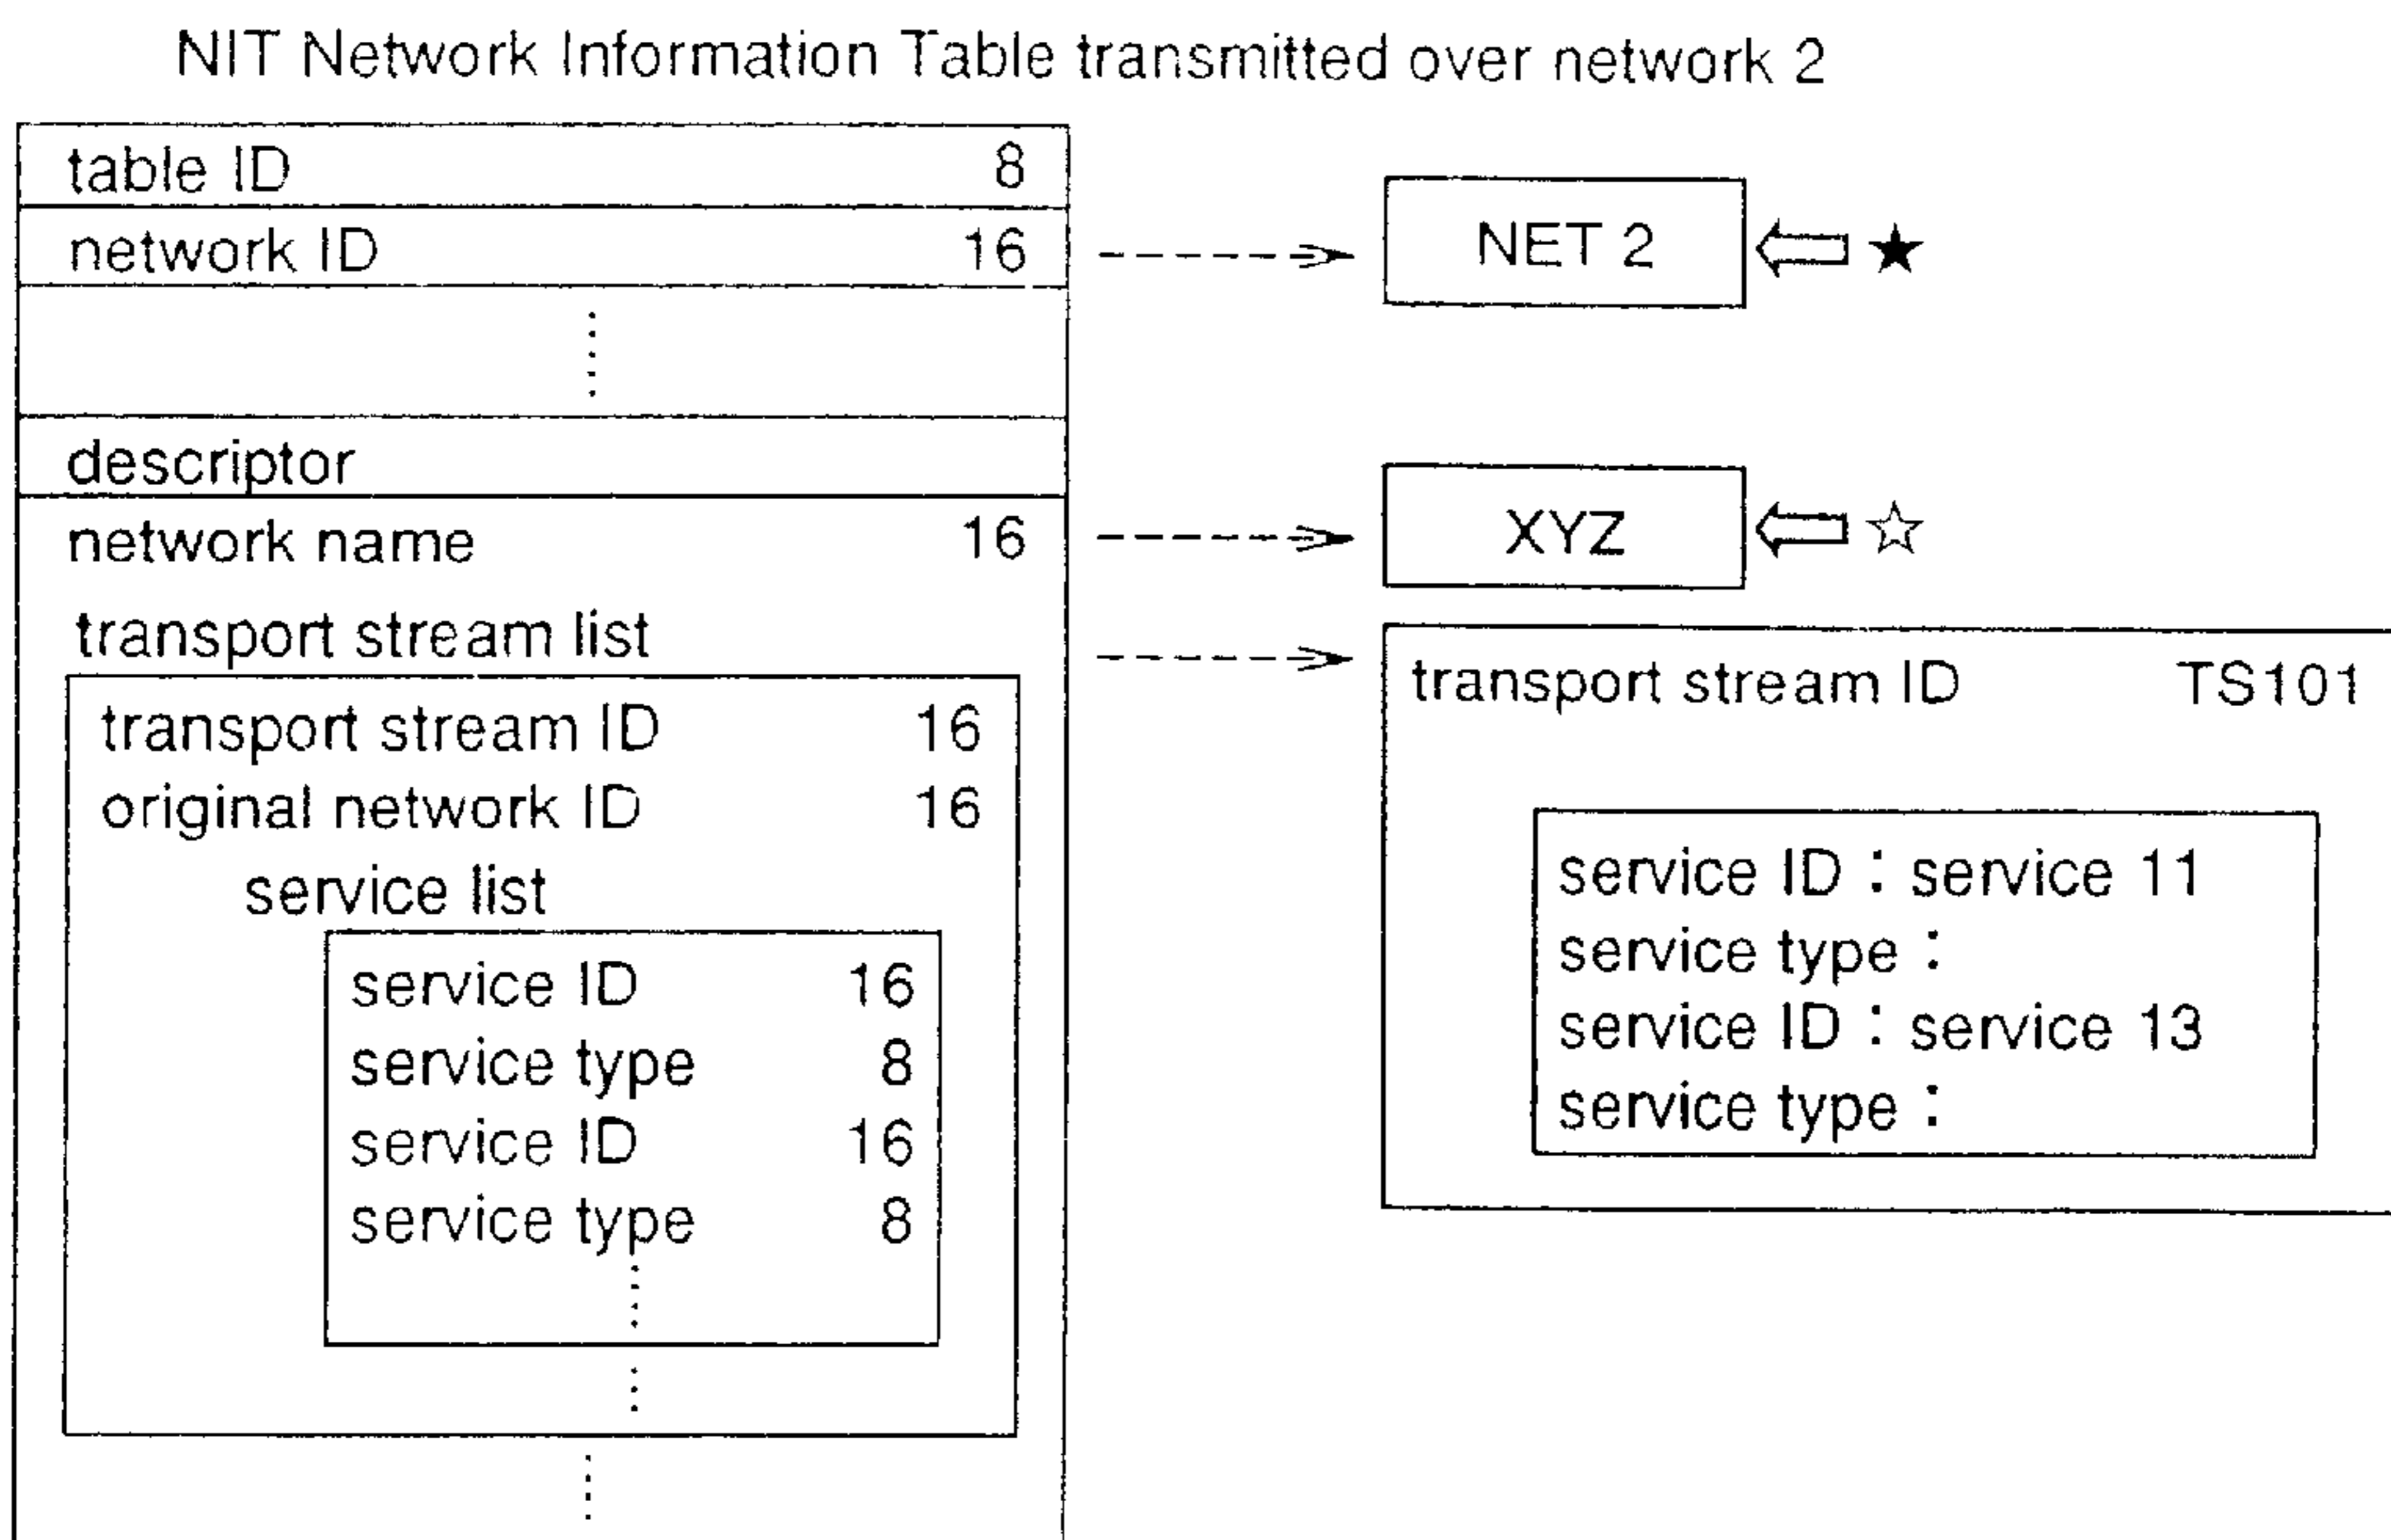 NIT Network Information Table transmitted over network 2
table ID 8
network ID 16
NET 2
★
descriptor
network name 16
XYZ
☆
transport stream list
transport stream ID 16
original network ID 16
service list
service ID 16
service type 8
service ID 16
service type 8
transport stream ID TS101
service ID : service 11
service type :
service ID : service 13
service type :